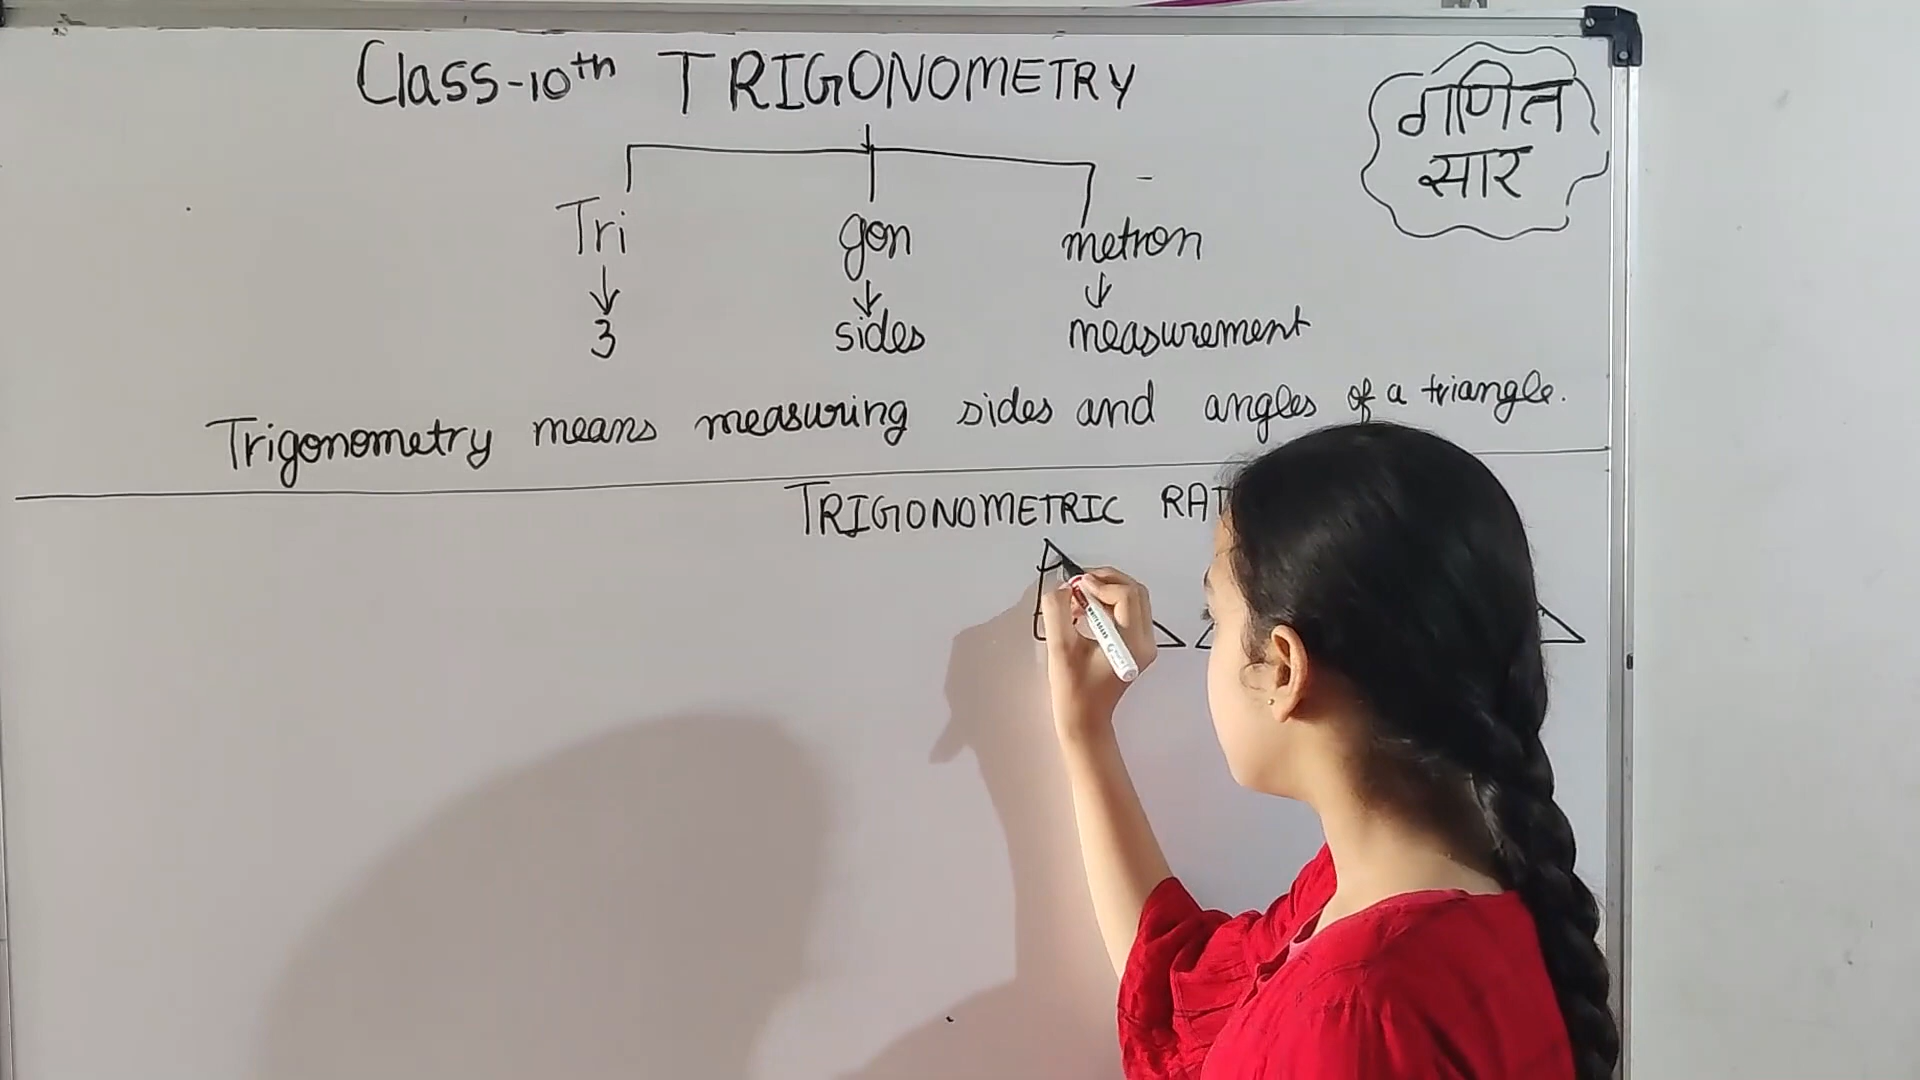 Class-10th TRIGONOMETRY
गणित
सार
Tri gon metron
3 sides measurement
Trigonometry means measuring sides and angles of a triangle.
TRIGONOMETRIC